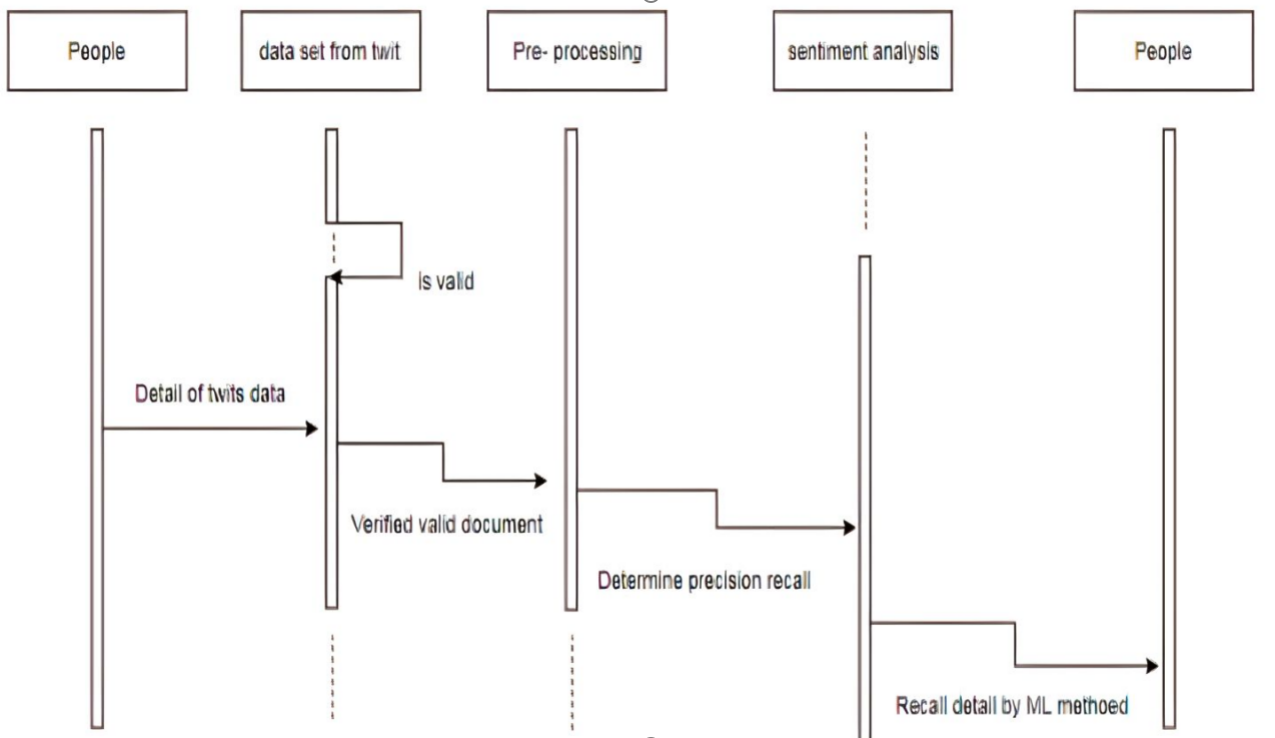 People
data set from twit
Pre- processing
sentiment analysis
People
is valid
Detail of twits data
Verified valid document
Determine precision recall
Recall detail by ML methoed